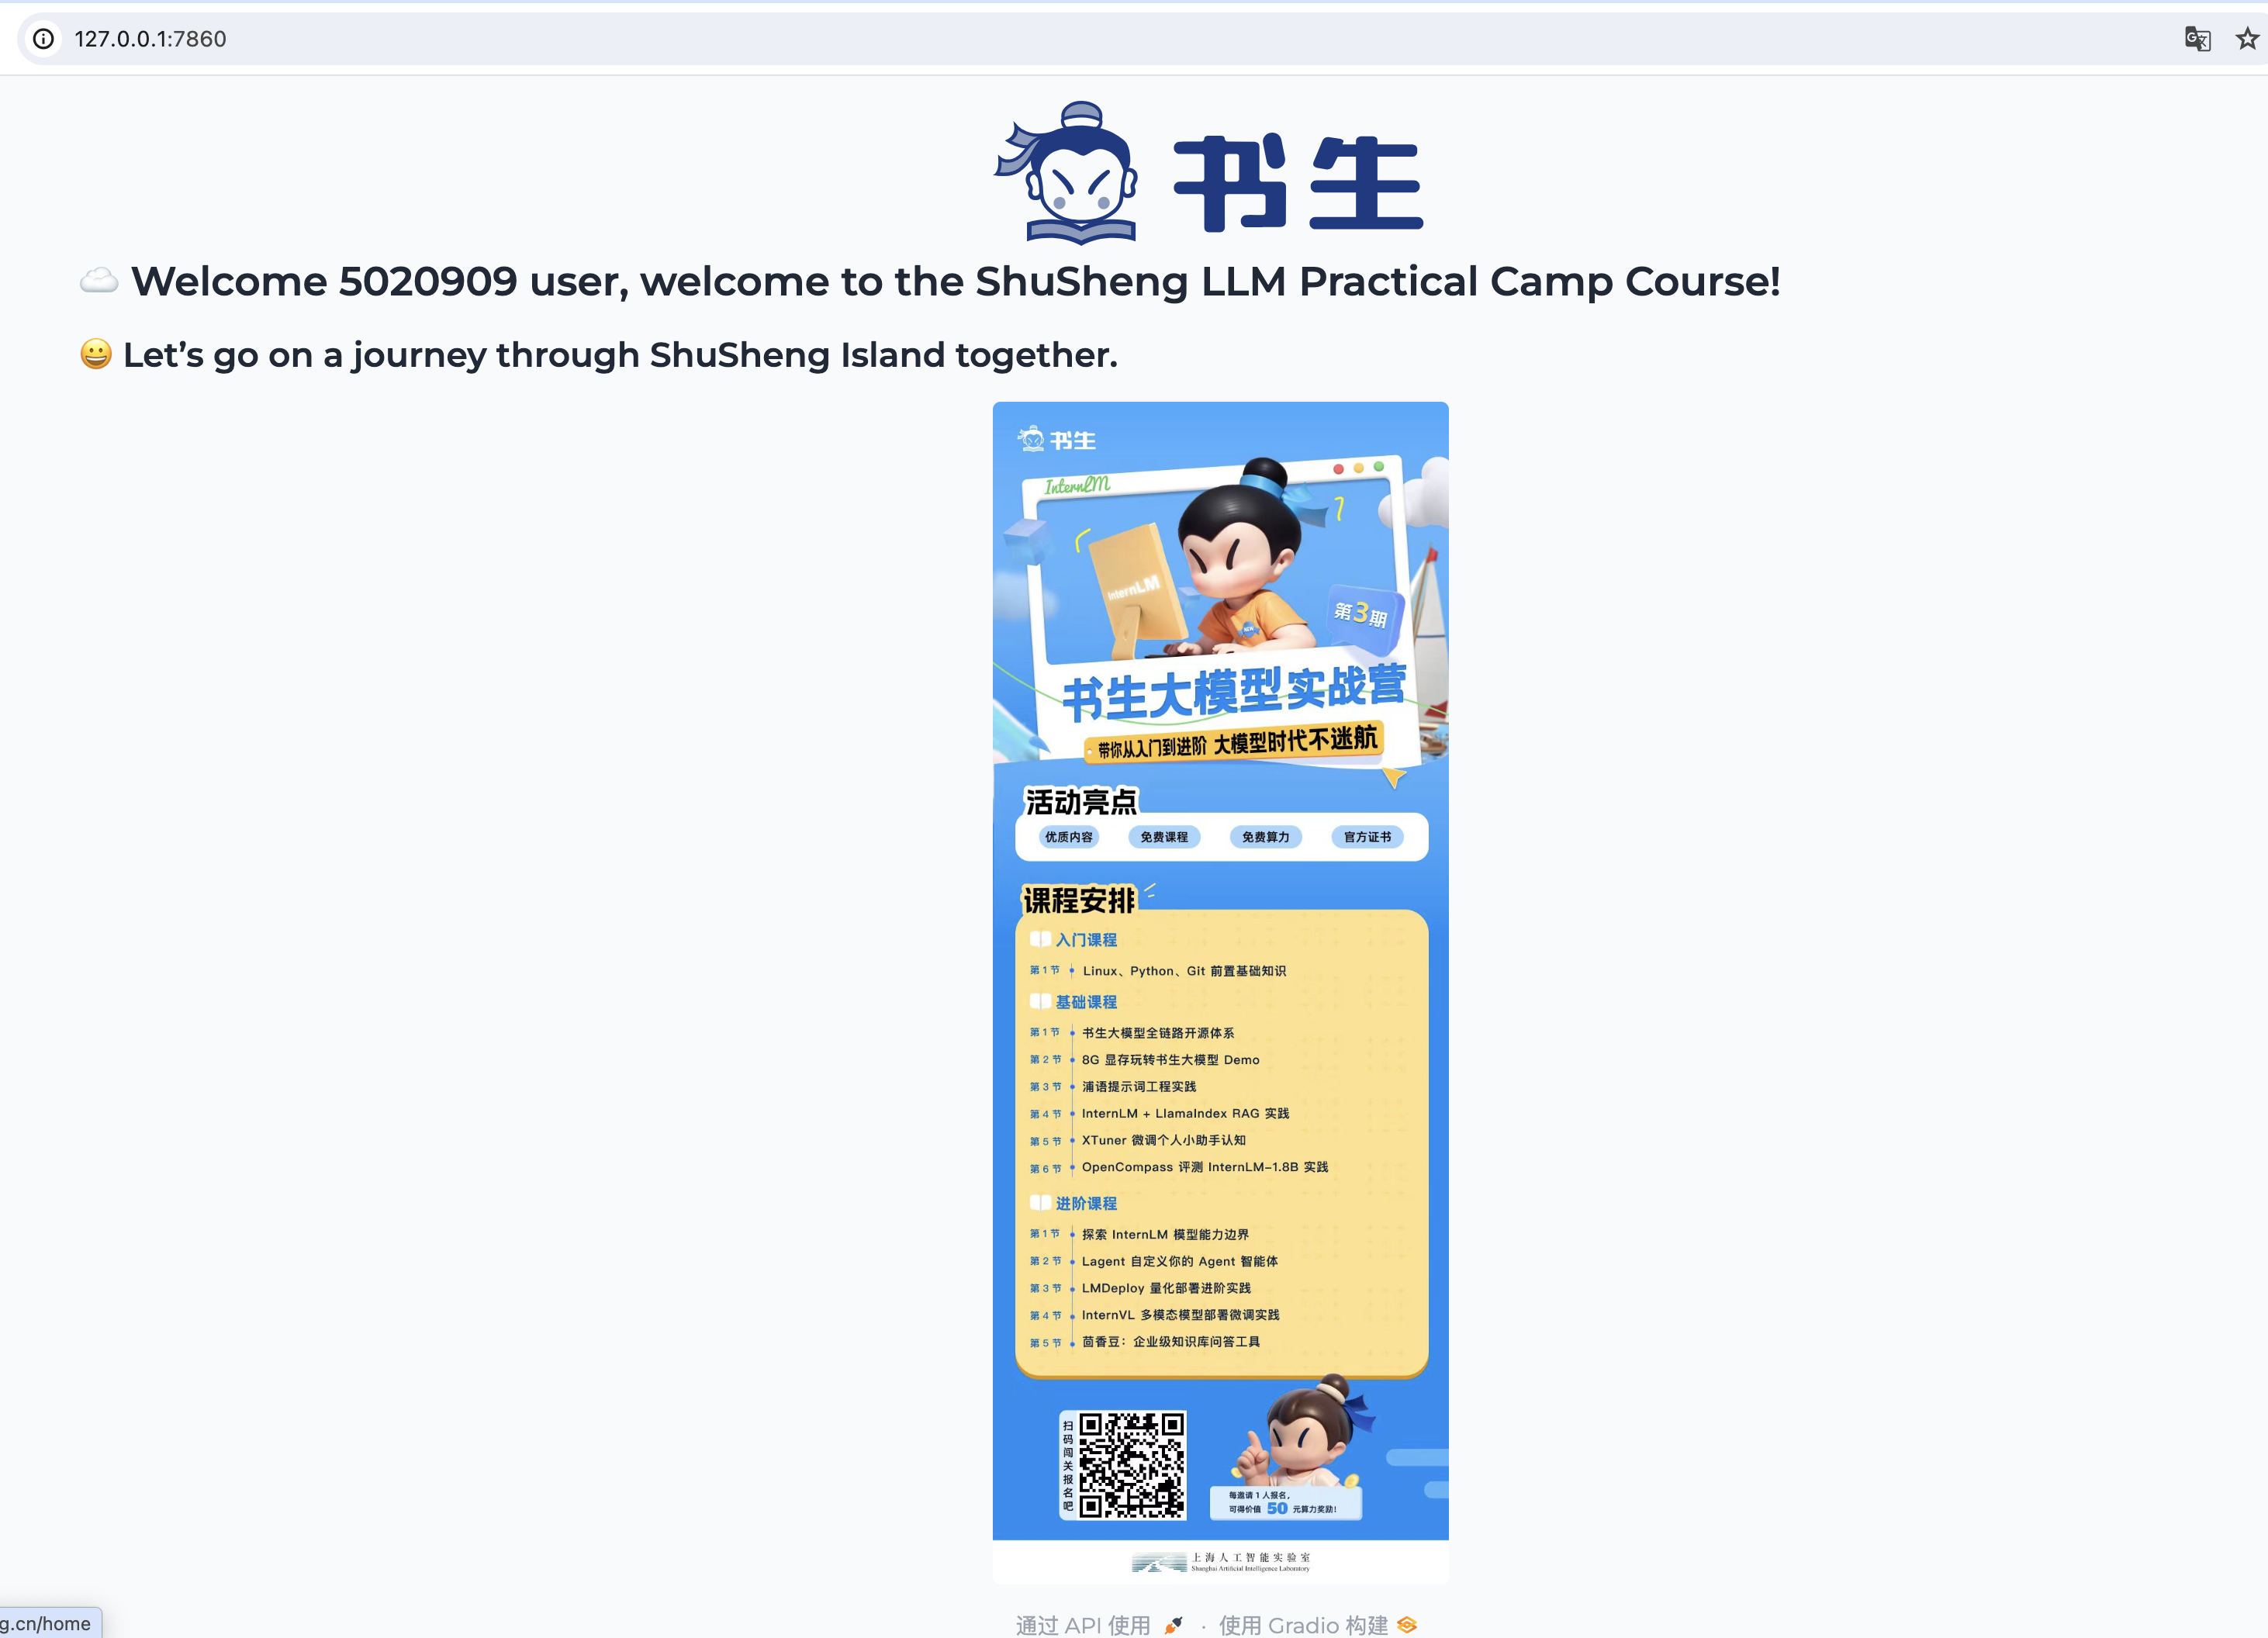 127.0.0.1:7860
书生
Welcome 5020909 user, welcome to the ShuSheng LLM Practical Camp Course!
Let’s go on a journey through ShuSheng Island together.
书生
InternLM
InternLM
第3期
书生大模型实战营
带你从入门到进阶 大模型时代不迷航
活动亮点
优质内容 免费课程 免费算力 官方证书
课程安排
入门课程
第1节 Linux、Python、Git 前置基础知识
基础课程
第1节 书生大模型全链路开源体系
第2节 8G 显存玩转书生大模型 Demo
第3节 浦语提示词工程实践
第4节 InternLM + LlamaIndex RAG 实践
第5节 XTuner 微调个人小助手认知
第6节 OpenCompass 评测 InternLM-1.8B 实践
进阶课程
第1节 探索 InternLM 模型能力边界
第2节 Lagent 自定义你的 Agent 智能体
第3节 LMDeploy 量化部署进阶实践
第4节 InternVL 多模态模型部署微调实践
第5节 茴香豆：企业级知识库问答工具
扫码闯关报名吧
每邀请 1 人报名，
可得价值 50 元算力奖励！
上海人工智能实验室
Shanghai Artificial Intelligence Laboratory
通过 API 使用 · 使用 Gradio 构建
g.cn/home